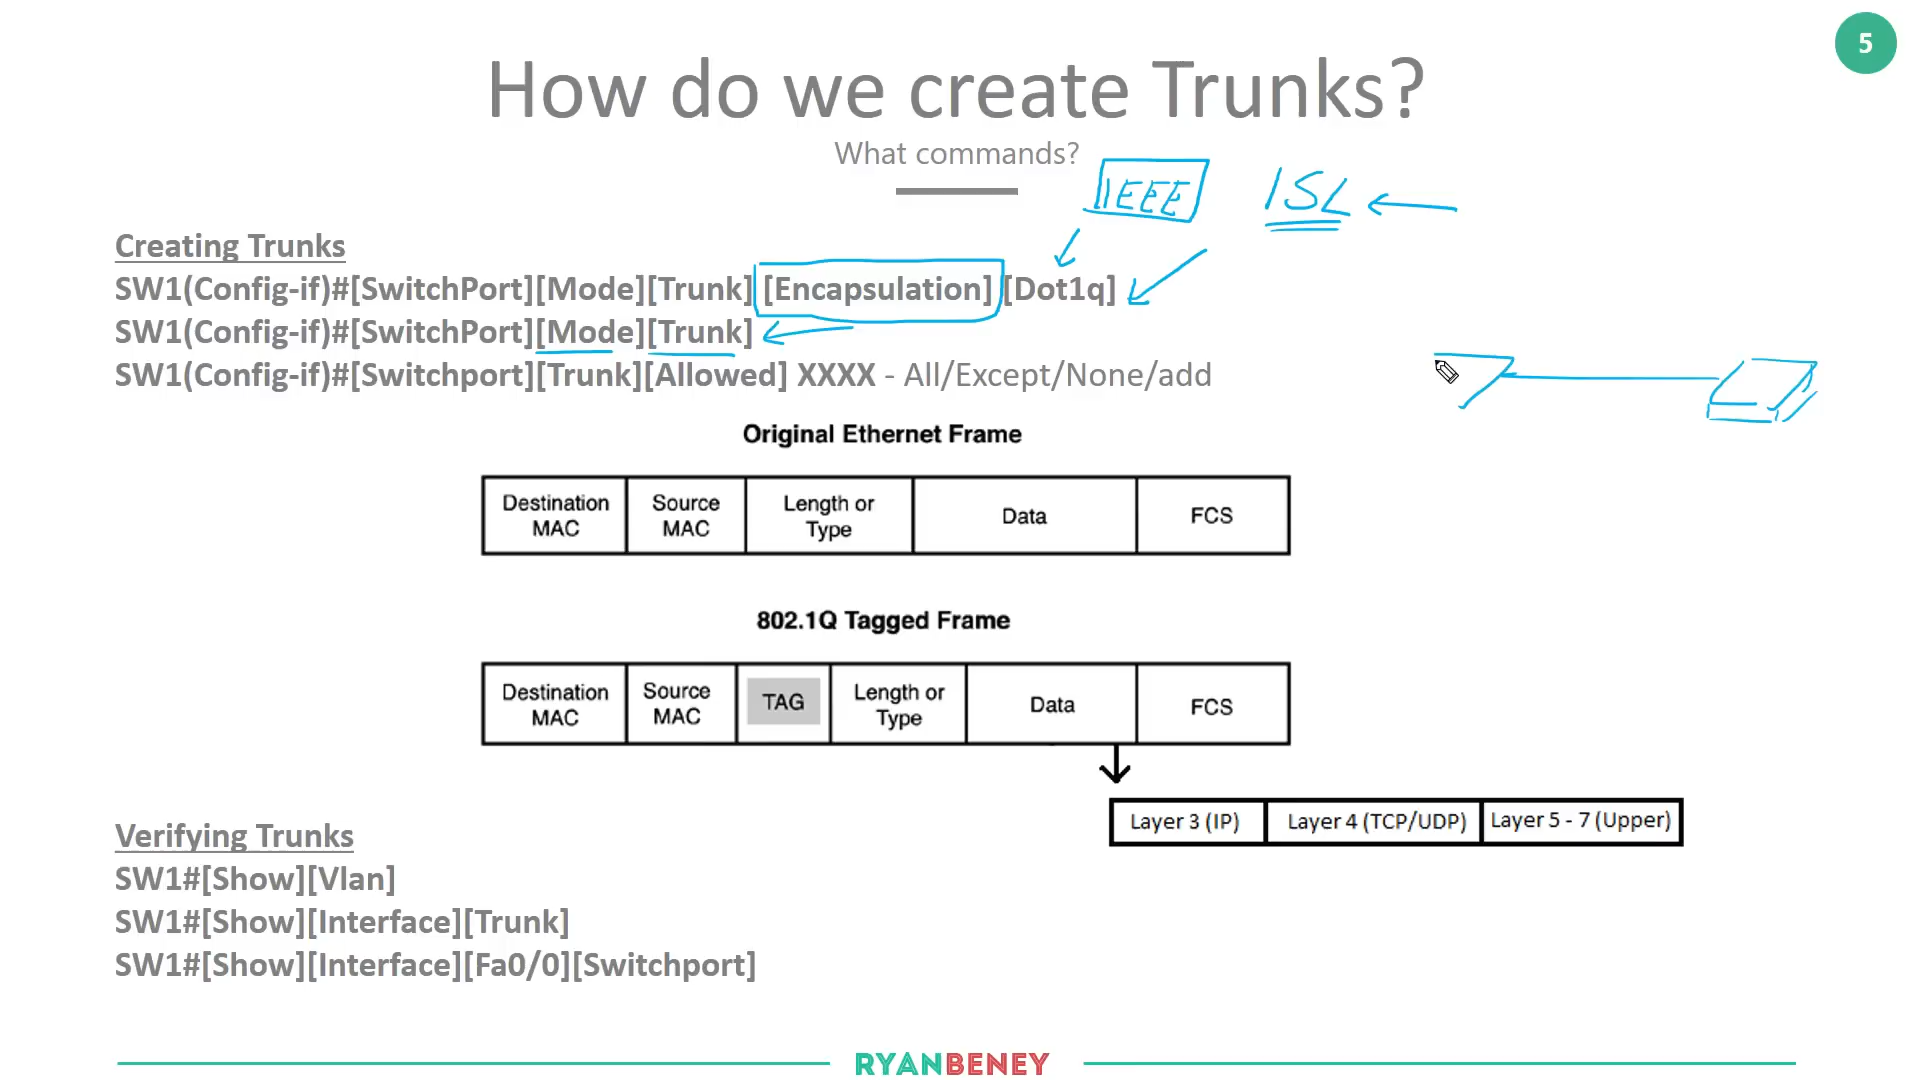 5
How do we create Trunks?
What commands?
IEEE
ISL
Creating Trunks
SW1(Config-if)#[SwitchPort][Mode][Trunk] [Encapsulation] [Dot1q]
SW1(Config-if)#[SwitchPort][Mode][Trunk]
SW1(Config-if)#[Switchport][Trunk][Allowed] XXXX - All/Except/None/add
Original Ethernet Frame
Destination MAC Source MAC Length or Type Data FCS
802.1Q Tagged Frame
Destination MAC Source MAC TAG Length or Type Data FCS
Layer 3 (IP) Layer 4 (TCP/UDP) Layer 5 - 7 (Upper)
Verifying Trunks
SW1#[Show][Vlan]
SW1#[Show][Interface][Trunk]
SW1#[Show][Interface][Fa0/0][Switchport]
RYANBENEY